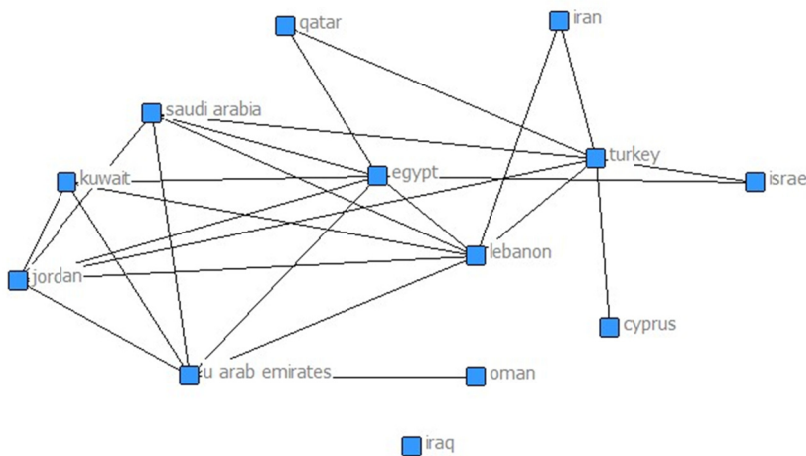 qatar
iran
saudi arabia
turkey
egypt
kuwait
israe
lebanon
jordan
cyprus
u arab emirates
oman
iraq